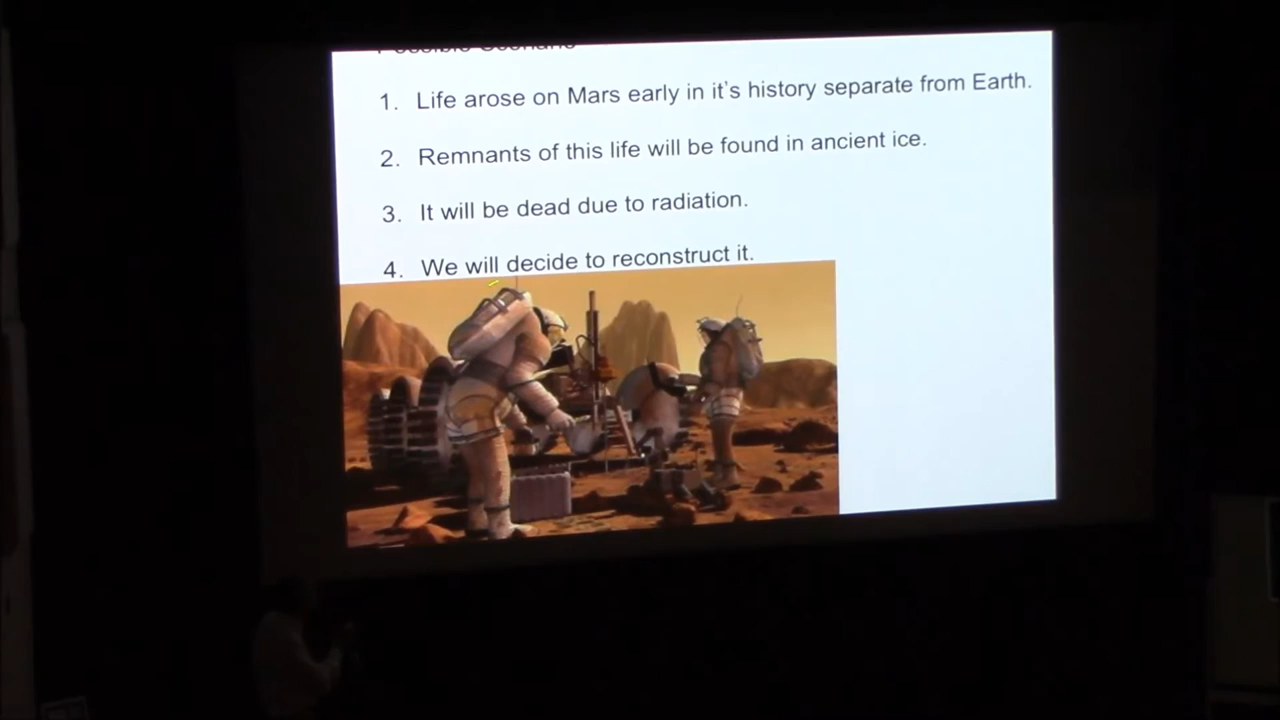 Possible Scenario
1. Life arose on Mars early in it's history separate from Earth.
2. Remnants of this life will be found in ancient ice.
3. It will be dead due to radiation.
4. We will decide to reconstruct it.